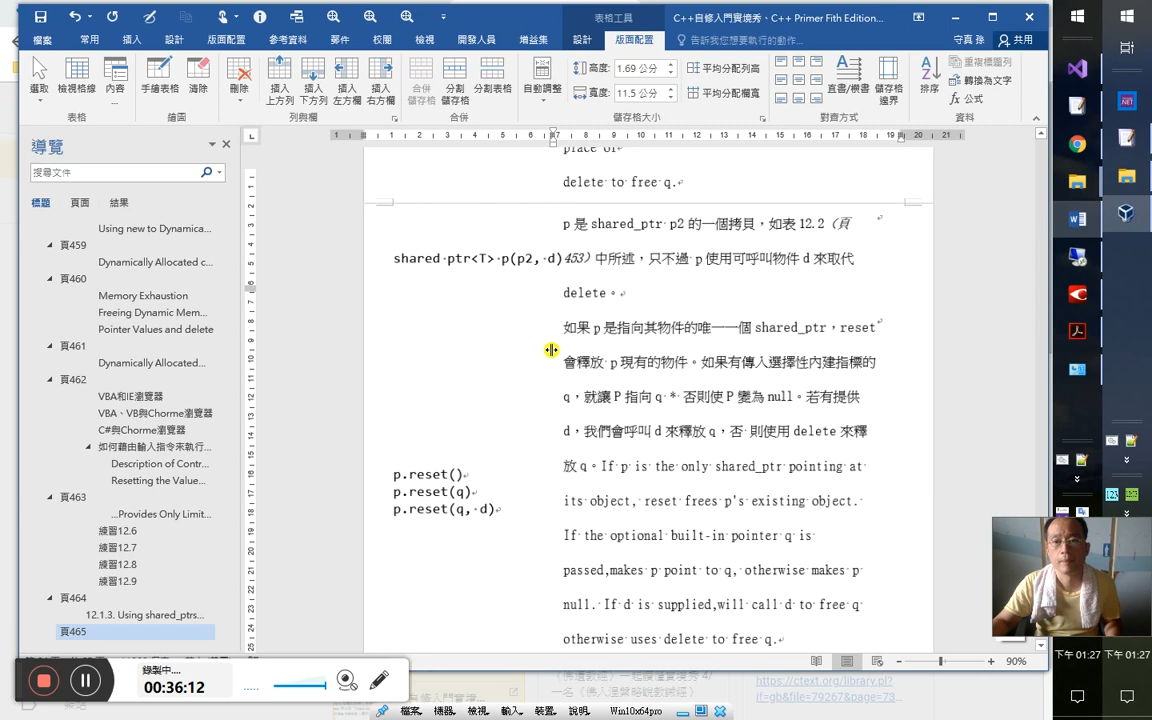 表格工具
C++自修人門實境秀、C++ Primer Fith Edition...
檔案
常用
插入
設計
版面配置
參考資料
郵件
校閱
檢視
開發人員
增益集
設計
版面配置
告訴我您想要執行的動作...
守真 孫
共用
選取
檢視格線
內容
...
手繪表格
清除
刪除
插入
上方列
插入
下方列
插入
左方欄
插入
右方欄
合併
儲存格
分割
儲存格
分割表格
自動調整
高度:
1.69 公分
平均分配列高
寬度:
11.5 公分
平均分配欄寬
直書/橫書
儲存格
邊界
排序
重複標題列
轉換為文字
公式
表格
繪圖
列與欄
合併
儲存格大小
對齊方式
資料
導覽
搜尋文件
標題
頁面
結果
Using new to Dynamica...
頁459
Dynamically Allocated c...
頁460
Memory Exhaustion
Freeing Dynamic Mem...
Pointer Values and delete
頁461
Dynamically Allocated...
頁462
VBA和IE瀏覽器
VBA、VB與Chorme瀏覽器
C#與Chorme瀏覽器
如何藉由輸入指令來執行...
Description of Contr...
Resetting the Value...
頁463
...Provides Only Limit...
練習12.6
練習12.7
練習12.8
練習12.9
頁464
12.1.3. Using shared_ptrs...
頁465
place of
delete to free q.
p 是 shared_ptr p2 的一個拷貝，如表 12.2（頁
shared ptr<T> p(p2, d)
453）中所述，只不過 p 使用可呼叫物件 d 來取代
delete。
如果 p 是指向其物件的唯一一個 shared_ptr，reset
會釋放 p 現有的物件。如果有傳入選擇性內建指標的
q，就讓 P 指向 q * 否則使 P 變為 null。若有提供
d，我們會呼叫 d 來釋放 q，否 則使用 delete 來釋
放 q。If p is the only shared_ptr pointing at
its object, reset frees p's existing object.
If the optional built-in pointer q is
passed,makes p point to q, otherwise makes p
null. If d is supplied,will call d to free q
otherwise uses delete to free q.
p.reset()
p.reset(q)
p.reset(q, d)
90%
錄製中....
00:36:12
檔案
機器
檢視
輸入
裝置
說明
Win10x64pro
https://ctext.org/library.pl?
if=gb&file=79267&page=73...
下午 01:27
下午 01:27